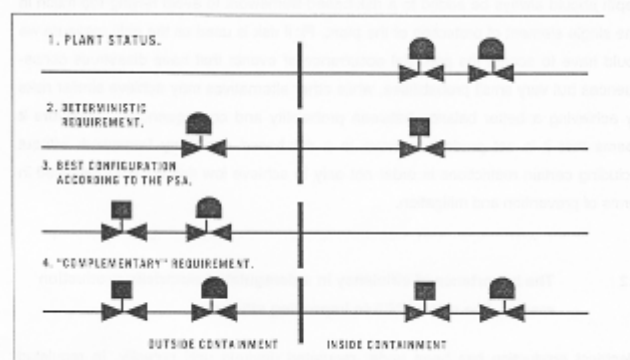 1. PLANT STATUS.
2. DETERMINISTIC
REQUIREMENT.
3. BEST CONFIGURATION
ACCORDING TO THE PSA.
4. "COMPLEMENTARY" REQUIREMENT.
OUTSIDE CONTAINMENT
INSIDE CONTAINMENT